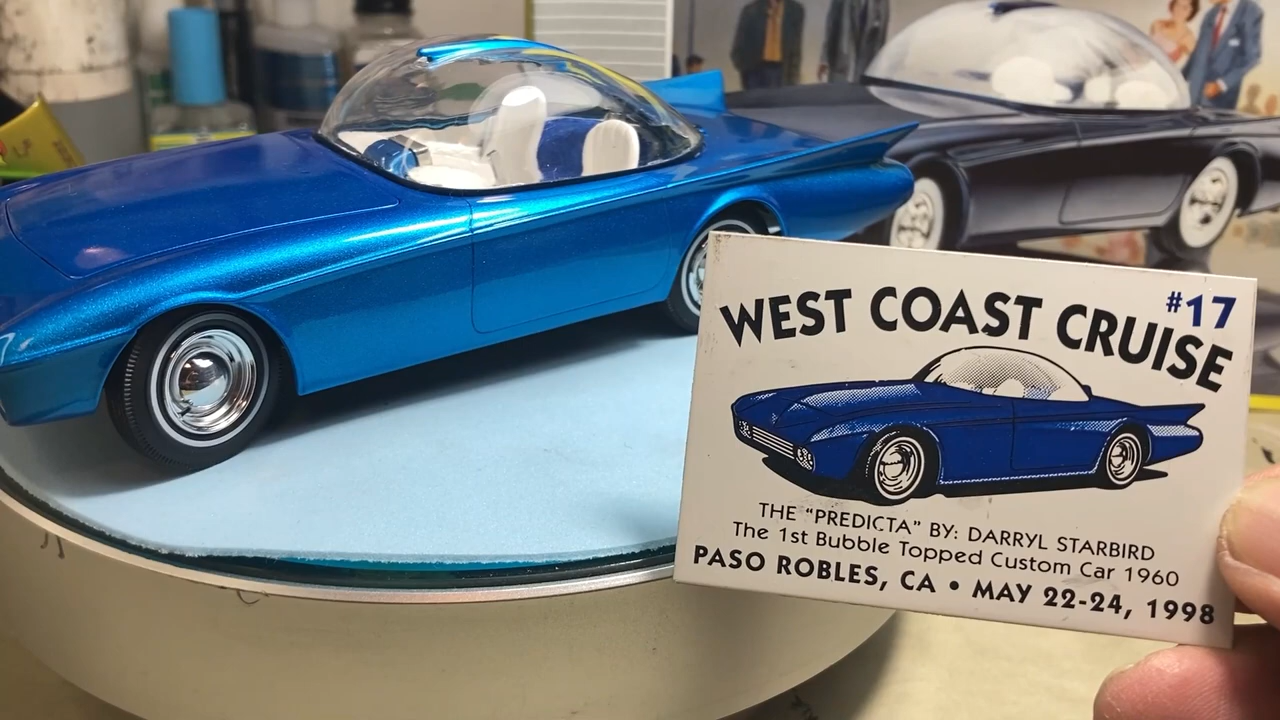 #17
WEST COAST CRUISE
THE "PREDICTA" BY: DARRYL STARBIRD
The 1st Bubble Topped Custom Car 1960
PASO ROBLES, CA • MAY 22-24, 1998